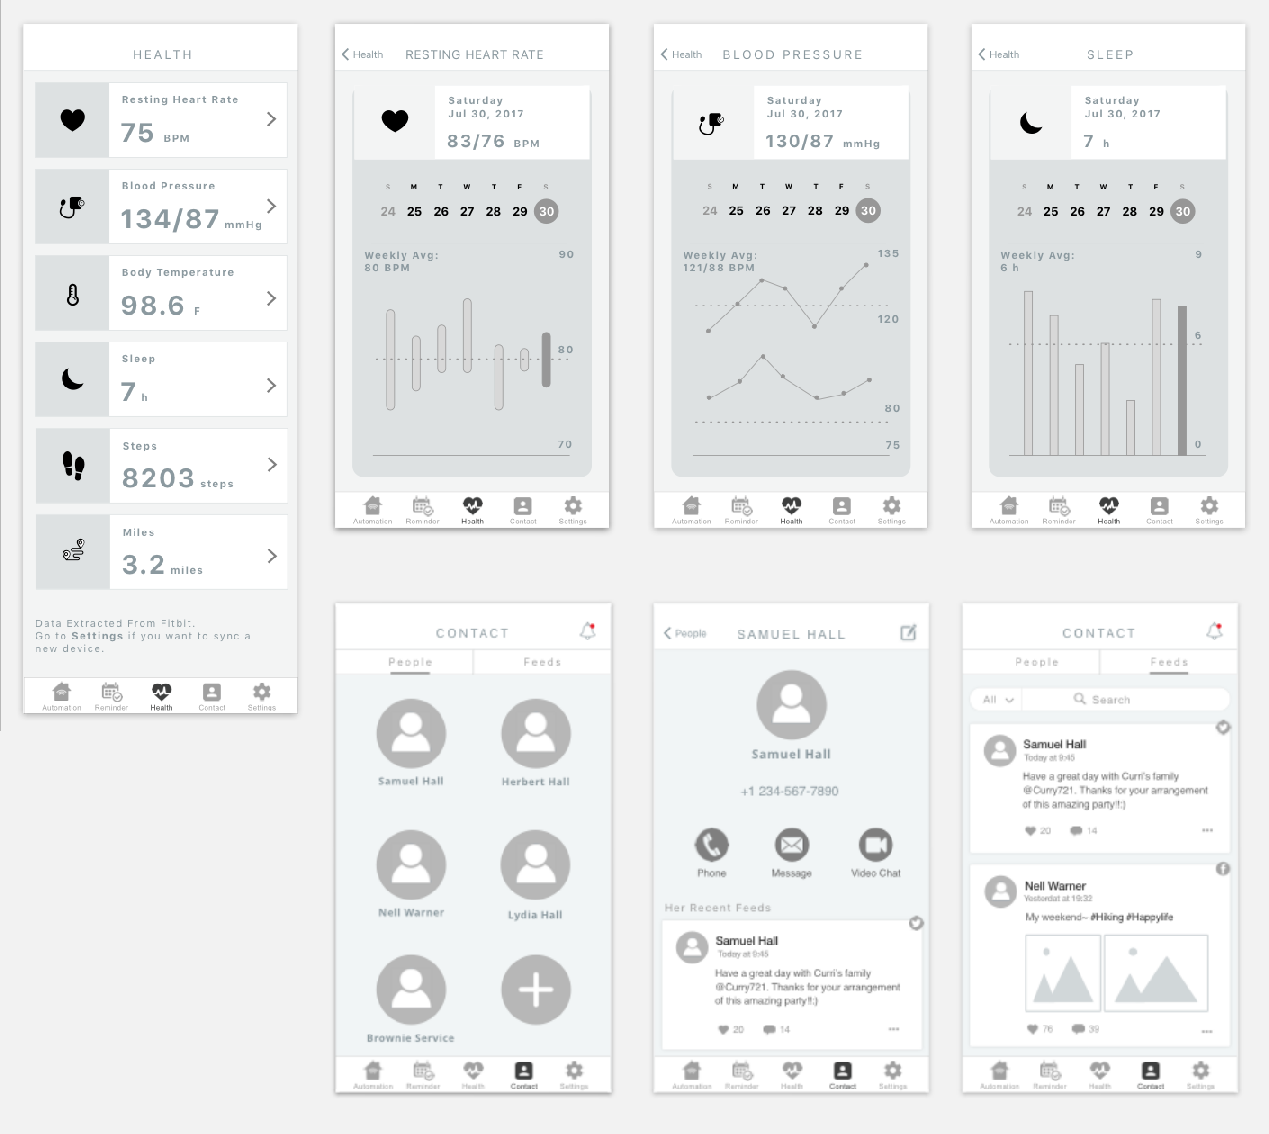 HEALTH
Resting Heart Rate
75 BPM
Blood Pressure
134/87 mmHg
Body Temperature
98.6 F
Sleep
7 h
Steps
8203 steps
Miles
3.2 miles
Data Extracted From Fitbit.
Go to Settings if you want to sync a
new device.
Automation Reminder Health Contact Settings
Health RESTING HEART RATE
Saturday
Jul 30, 2017
83/76 BPM
S M T W T F S
24 25 26 27 28 29 30
Weekly Avg: 90
80 BPM
80
70
Automation Reminder Health Contact Settings
Health BLOOD PRESSURE
Saturday
Jul 30, 2017
130/87 mmHg
S M T W T F S
24 25 26 27 28 29 30
Weekly Avg: 135
121/88 BPM
120
80
75
Automation Reminder Health Contact Settings
Health SLEEP
Saturday
Jul 30, 2017
7 h
S M T W T F S
24 25 26 27 28 29 30
Weekly Avg: 9
6 h
6
0
Automation Reminder Health Contact Settings
CONTACT
People Feeds
Samuel Hall Herbert Hall
Nell Warner Lydia Hall
Brownie Service
Automation Reminder Health Contact Settings
People SAMUEL HALL
Samuel Hall
+1 234-567-7890
Phone Message Video Chat
Her Recent Feeds
Samuel Hall
Today at 9:45
Have a great day with Curri's family
@Curry721. Thanks for your arrangement
of this amazing party!!:)
20 14
Automation Reminder Health Contact Settings
CONTACT
People Feeds
All Search
Samuel Hall
Today at 9:45
Have a great day with Curri's family
@Curry721. Thanks for your arrangement
of this amazing party!!:)
20 14
Nell Warner
Yesterdat at 19:32
My weekend~ #Hiking #Happylife
76 39
Automation Reminder Health Contact Settings